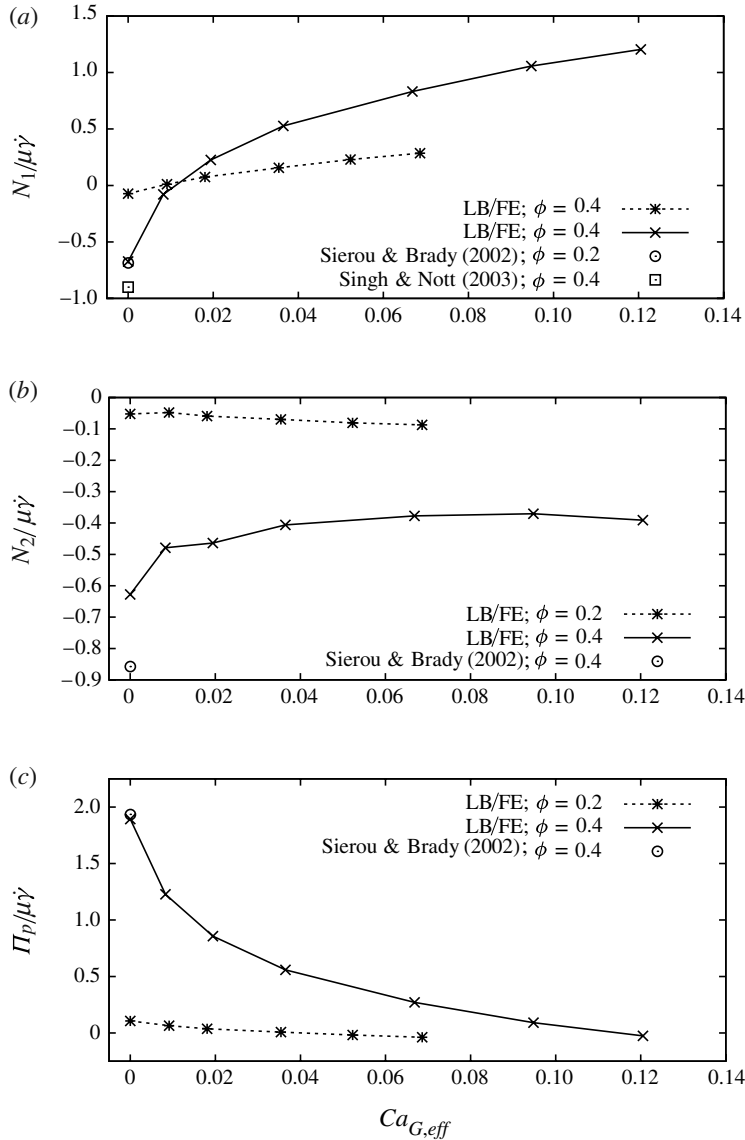 (a)
1.5
1.0
0.5
0
–0.5
–1.0
N1/μγ̇
LB/FE; ϕ = 0.4
LB/FE; ϕ = 0.4
Sierou & Brady (2002); ϕ = 0.2
Singh & Nott (2003); ϕ = 0.4
0 0.02 0.04 0.06 0.08 0.10 0.12 0.14
(b)
0
–0.1
–0.2
–0.3
–0.4
–0.5
–0.6
–0.7
–0.8
–0.9
N2/μγ̇
LB/FE; ϕ = 0.2
LB/FE; ϕ = 0.4
Sierou & Brady (2002); ϕ = 0.4
0 0.02 0.04 0.06 0.08 0.10 0.12 0.14
(c)
2.0
1.5
1.0
0.5
0
Πp/μγ̇
LB/FE; ϕ = 0.2
LB/FE; ϕ = 0.4
Sierou & Brady (2002); ϕ = 0.4
0 0.02 0.04 0.06 0.08 0.10 0.12 0.14
CaG,eff